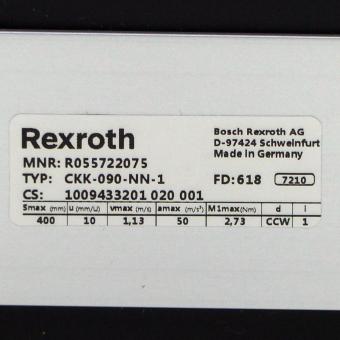 Rexroth
Bosch Rexroth AG
D-97424 Schweinfurt
Made in Germany
MNR: R055722075
TYP: CKK-090-NN-1 FD: 618 7210
CS: 1009433201 020 001
Smax (mm) u (mm/U) vmax (m/s) amax (m/s²) M1max(Nm) d i
400 10 1,13 50 2,73 CCW 1